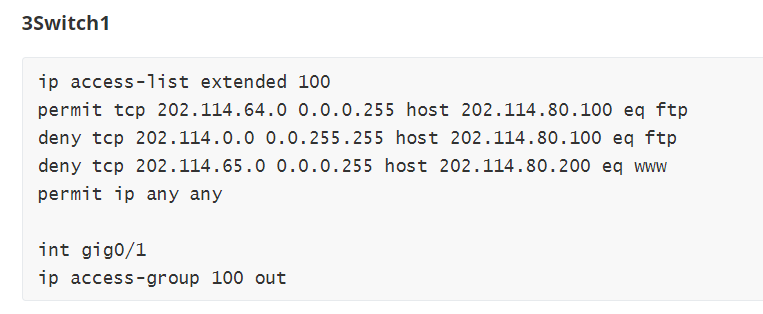 3Switch1
ip access-list extended 100
permit tcp 202.114.64.0 0.0.0.255 host 202.114.80.100 eq ftp
deny tcp 202.114.0.0 0.0.255.255 host 202.114.80.100 eq ftp
deny tcp 202.114.65.0 0.0.0.255 host 202.114.80.200 eq www
permit ip any any
int gig0/1
ip access-group 100 out